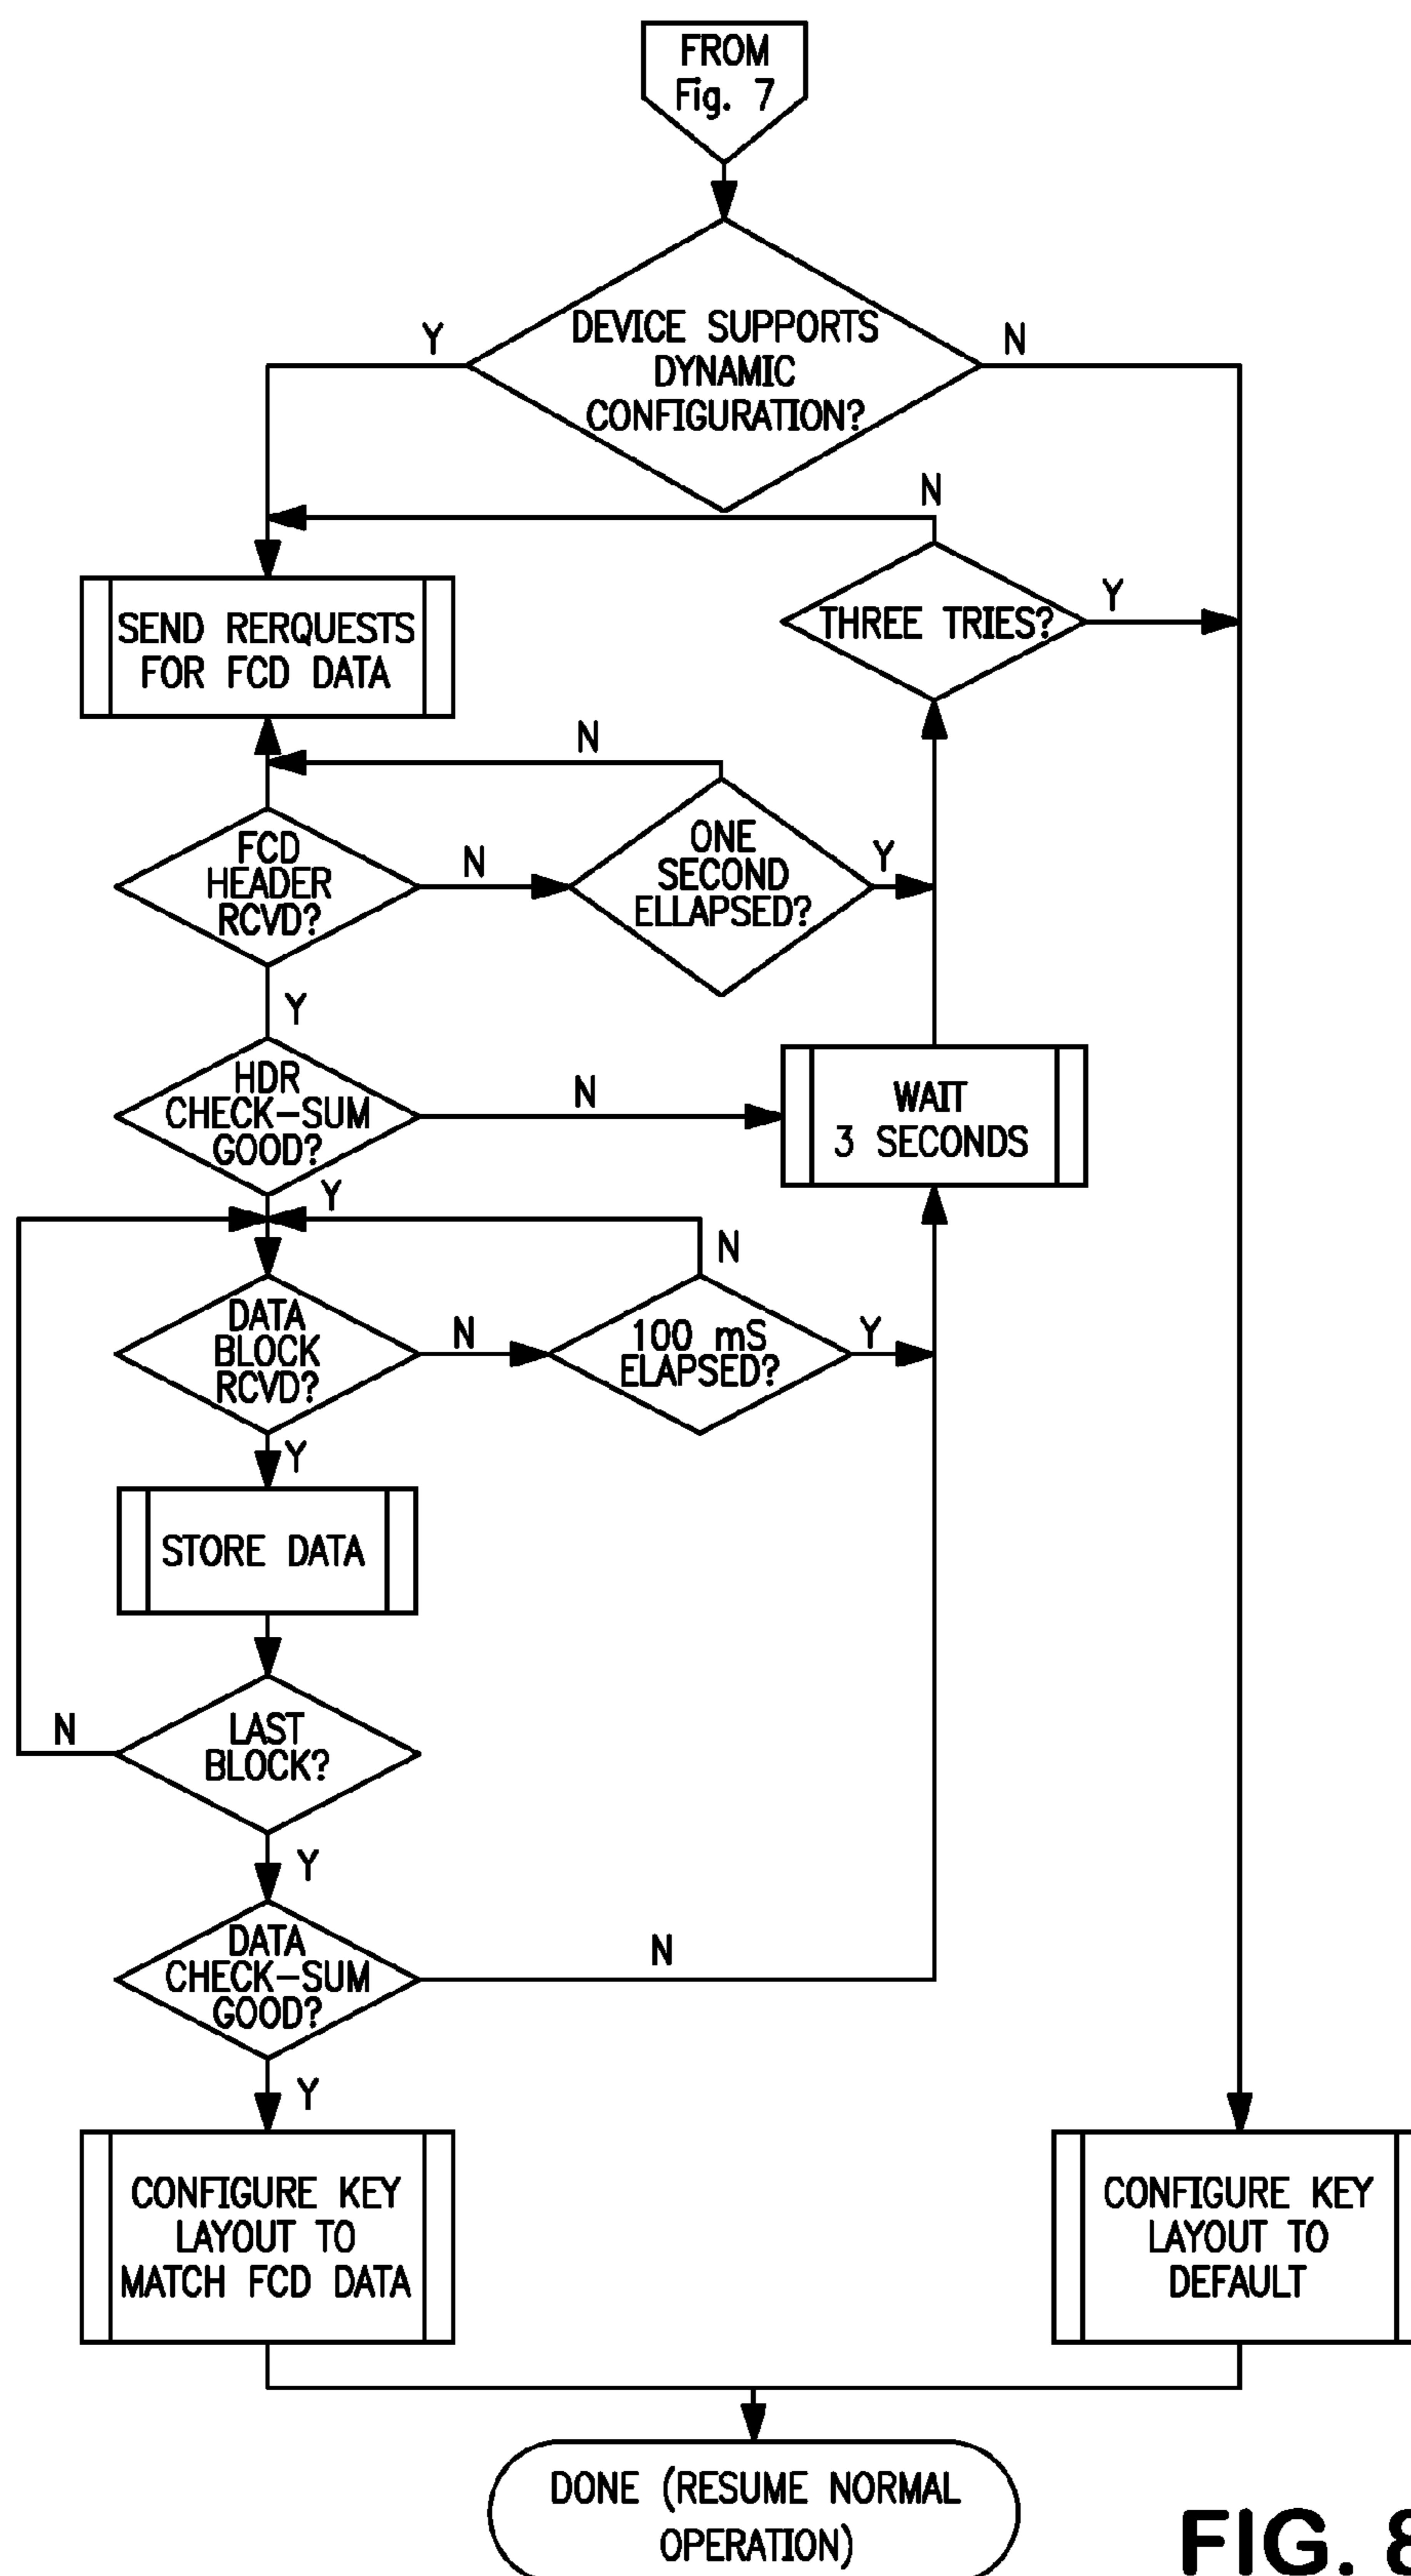 FROM
Fig. 7
DEVICE SUPPORTS
DYNAMIC
CONFIGURATION?
Y
N
N
SEND RERQUESTS
FOR FCD DATA
THREE TRIES?
Y
N
FCD
HEADER
RCVD?
N
ONE
SECOND
ELLAPSED?
Y
Y
HDR
CHECK-SUM
GOOD?
N
WAIT
3 SECONDS
Y
N
DATA
BLOCK
RCVD?
N
100 mS
ELAPSED?
Y
Y
STORE DATA
N
LAST
BLOCK?
Y
DATA
CHECK-SUM
GOOD?
N
Y
CONFIGURE KEY
LAYOUT TO
MATCH FCD DATA
CONFIGURE KEY
LAYOUT TO
DEFAULT
DONE (RESUME NORMAL
OPERATION)
FIG. 8